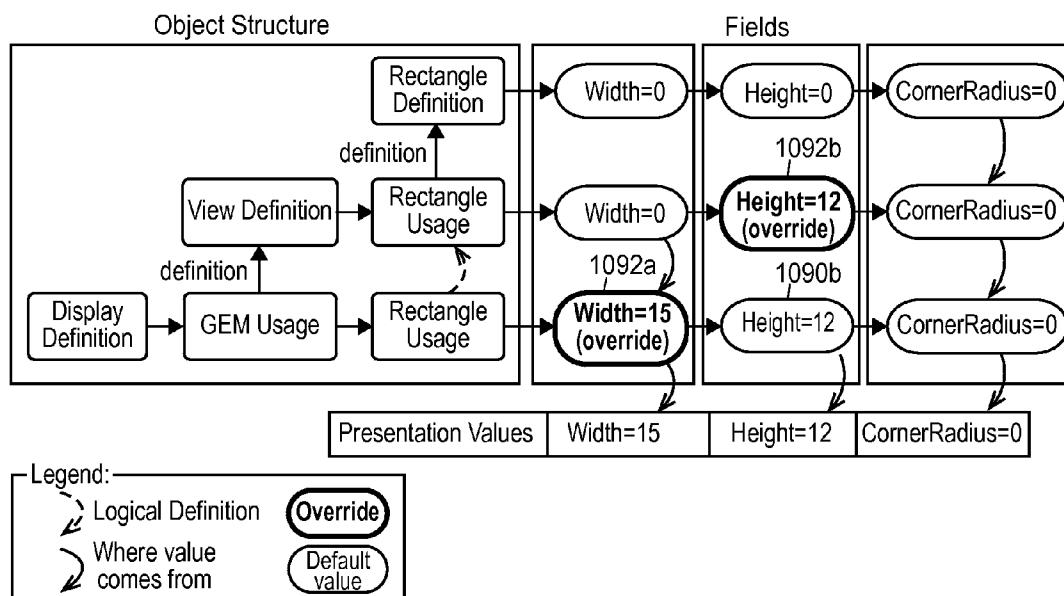 Object Structure
Fields
Rectangle
Definition
Width=0
Height=0
CornerRadius=0
definition
1092b
View Definition
Rectangle
Usage
Width=0
Height=12
(override)
CornerRadius=0
definition
1092a
1090b
Display
Definition
GEM Usage
Rectangle
Usage
Width=15
(override)
Height=12
CornerRadius=0
Presentation Values
Width=15
Height=12
CornerRadius=0
Legend:
Logical Definition
Override
Where value
comes from
Default
value